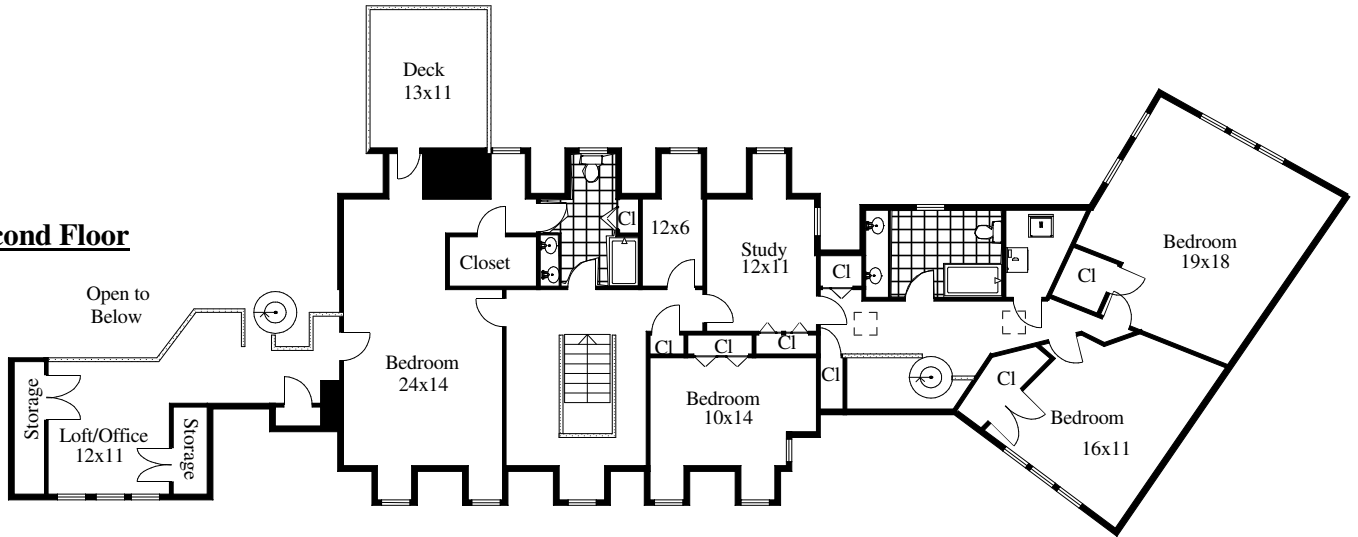 Deck
13x11
cond Floor
Open to
Below
Closet
Cl
12x6
Study
12x11
Cl
Cl
Bedroom
19x18
Bedroom
24x14
Cl
Cl
Cl
Bedroom
10x14
Cl
Cl
Bedroom
16x11
Storage
Loft/Office
12x11
Storage